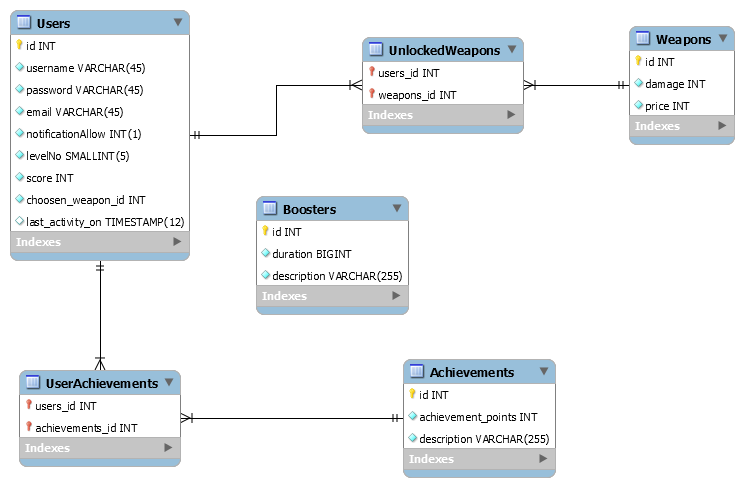 Users
id INT
username VARCHAR(45)
password VARCHAR(45)
email VARCHAR(45)
notificationAllow INT(1)
levelNo SMALLINT(5)
score INT
choosen_weapon_id INT
last_activity_on TIMESTAMP(12)
Indexes
UnlockedWeapons
users_id INT
weapons_id INT
Indexes
Weapons
id INT
damage INT
price INT
Indexes
Boosters
id INT
duration BIGINT
description VARCHAR(255)
Indexes
UserAchievements
users_id INT
achievements_id INT
Indexes
Achievements
id INT
achievement_points INT
description VARCHAR(255)
Indexes